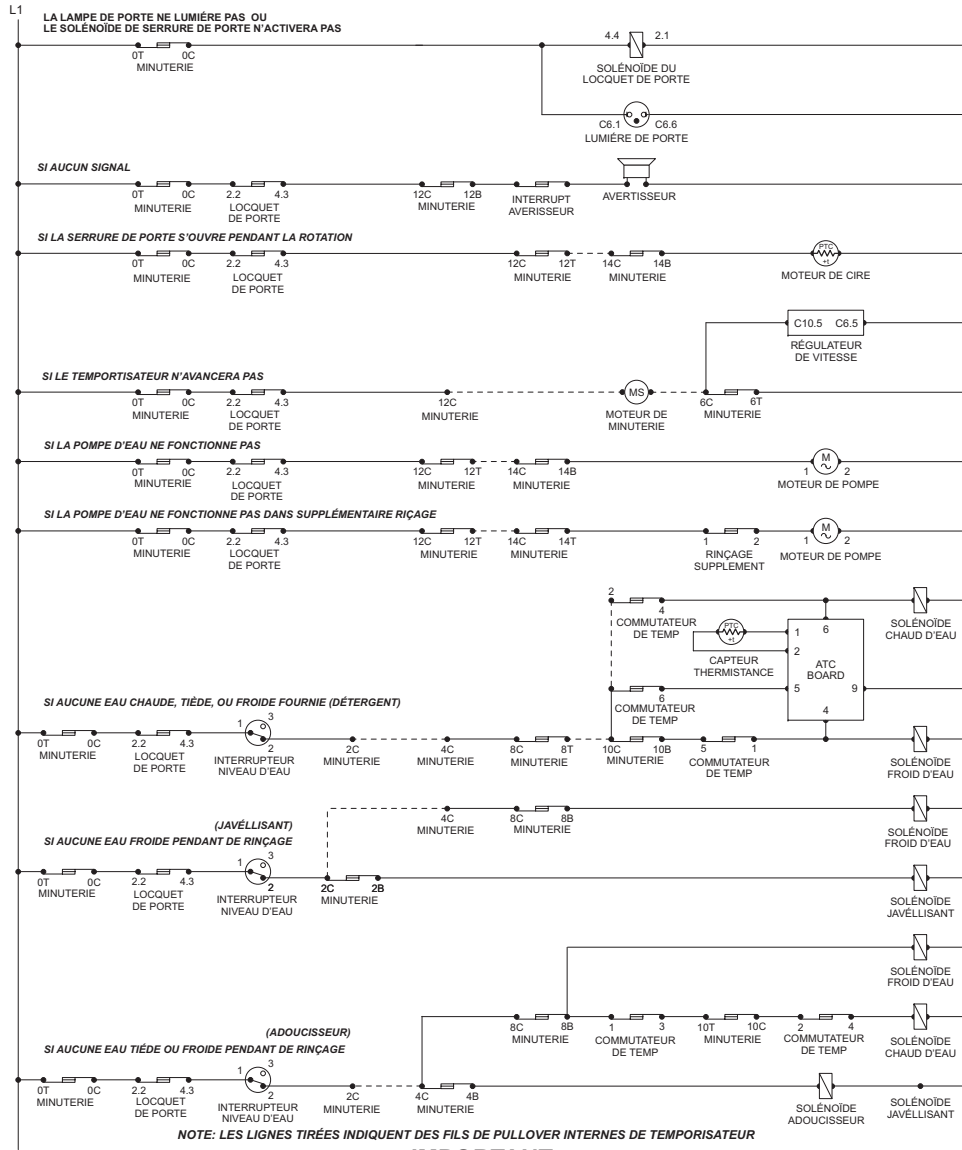 L1
LA LAMPE DE PORTE NE LUMIÉRE PAS OU
LE SOLÉNOÏDE DE SERRURE DE PORTE N'ACTIVERA PAS
0T 0C
MINUTERIE
4.4 2.1
SOLÉNOÏDE DU
LOCQUET DE PORTE
C6.1 C6.6
LUMIÉRE DE PORTE
SI AUCUN SIGNAL
0T 0C 2.2 4.3 12C 12B
MINUTERIE LOCQUET
DE PORTE
MINUTERIE INTERRUPT
AVERISSEUR
AVERTISSEUR
SI LA SERRURE DE PORTE S'OUVRE PENDANT LA ROTATION
0T 0C 2.2 4.3 12C 12T 14C 14B
PTC
+t
MINUTERIE LOCQUET
DE PORTE
MINUTERIE MINUTERIE MOTEUR DE CIRE
C10.5 C6.5
RÉGULATEUR
DE VITESSE
SI LE TEMPORTISATEUR N'AVANCERA PAS
0T 0C 2.2 4.3 12C MS 6C 6T
MINUTERIE LOCQUET
DE PORTE
MINUTERIE MOTEUR DE
MINUTERIE
MINUTERIE
SI LA POMPE D'EAU NE FONCTIONNE PAS
0T 0C 2.2 4.3 12C 12T 14C 14B 1 M 2
MINUTERIE LOCQUET
DE PORTE
MINUTERIE MINUTERIE MOTEUR DE POMPE
SI LA POMPE D'EAU NE FONCTIONNE PAS DANS SUPPLÉMENTAIRE RIÇAGE
0T 0C 2.2 4.3 12C 12T 14C 14T 1 2 1 M 2
MINUTERIE LOCQUET
DE PORTE
MINUTERIE MINUTERIE RINÇAGE
SUPPLEMENT
MOTEUR DE POMPE
2 4
COMMUTATEUR
DE TEMP
SOLÉNOÏDE
CHAUD D'EAU
PTC
+t
CAPTEUR
THERMISTANCE
1 6
2
ATC
BOARD
5 9
4
6
COMMUTATEUR
DE TEMP
SI AUCUNE EAU CHAUDE, TIÈDE, OU FROIDE FOURNIE (DÉTERGENT)
0T 0C 2.2 4.3 1 3 2 2C 4C 8C 8T 10C 10B 5 1
MINUTERIE LOCQUET
DE PORTE
INTERRUPTEUR
NIVEAU D'EAU
MINUTERIE MINUTERIE MINUTERIE MINUTERIE COMMUTATEUR
DE TEMP
SOLÉNOÏDE
FROID D'EAU
4C 8C 8B
MINUTERIE MINUTERIE
SOLÉNOÏDE
FROID D'EAU
(JAVÉLLISANT)
SI AUCUNE EAU FROIDE PENDANT DE RINÇAGE
0T 0C 2.2 4.3 1 3 2 2C 2B
MINUTERIE LOCQUET
DE PORTE
INTERRUPTEUR
NIVEAU D'EAU
MINUTERIE
SOLÉNOÏDE
JAVÉLLISANT
SOLÉNOÏDE
FROID D'EAU
8C 8B 1 3 10T 10C 2 4
MINUTERIE COMMUTATEUR
DE TEMP
MINUTERIE COMMUTATEUR
DE TEMP
SOLÉNOÏDE
CHAUD D'EAU
(ADOUCISSEUR)
SI AUCUNE EAU TIÉDE OU FROIDE PENDANT DE RINÇAGE
0T 0C 2.2 4.3 1 3 2 2C 4C 4B
MINUTERIE LOCQUET
DE PORTE
INTERRUPTEUR
NIVEAU D'EAU
MINUTERIE MINUTERIE SOLÉNOÏDE
ADOUCISSEUR
SOLÉNOÏDE
JAVÉLLISANT
NOTE: LES LIGNES TIRÉES INDIQUENT DES FILS DE PULLOVER INTERNES DE TEMPORISATEUR